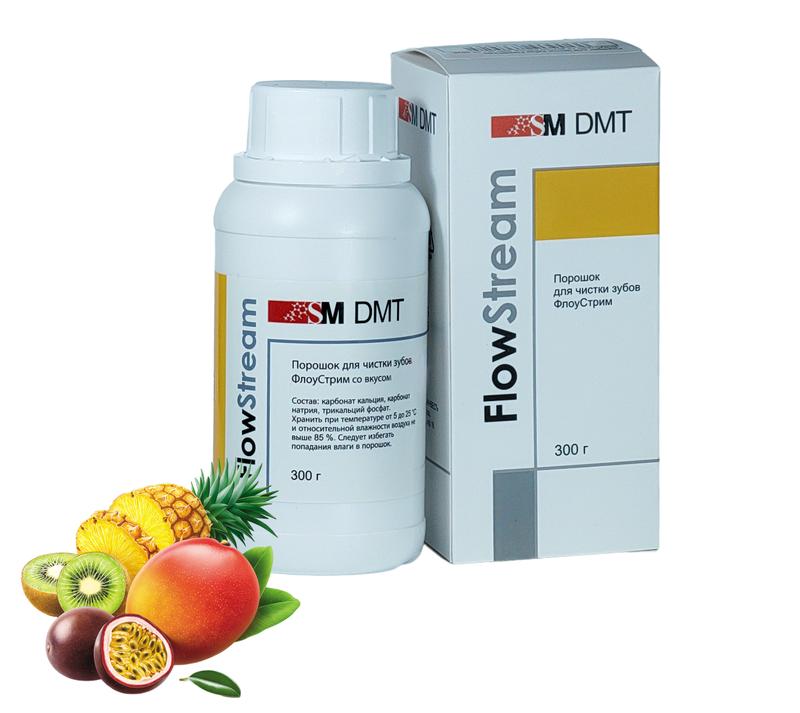 SM DMT
FlowStream
Порошок для чистки зубов
ФлоуСтрим со вкусом
Состав: карбонат кальция, карбонат
натрия, трикальций фосфат.
Хранить при температуре от 5 до 25 °C
и относительной влажности воздуха не
выше 85 %. Следует избегать
попадания влаги в порошок.
300 г
SM DMT
SM DMT
FlowStream
Порошок
для чистки зубов
ФлоуСтрим
300 г